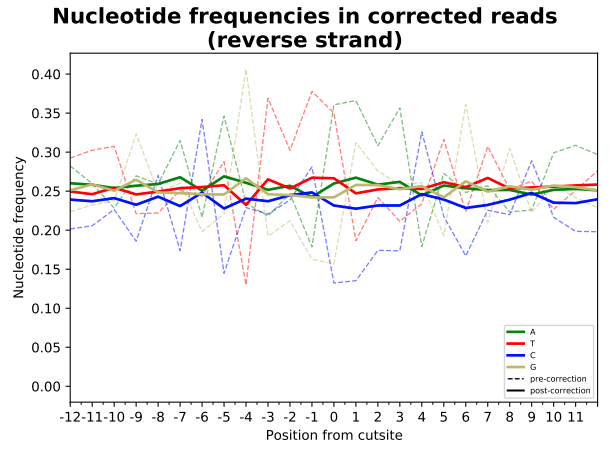 Nucleotide frequencies in corrected reads
(reverse strand)
0.40
0.35
0.30
0.25
0.20
0.15
0.10
0.05
0.00
Nucleotide frequency
A
T
C
G
pre-correction
post-correction
-12 -11 -10 -9 -8 -7 -6 -5 -4 -3 -2 -1 0 1 2 3 4 5 6 7 8 9 10 11
Position from cutsite